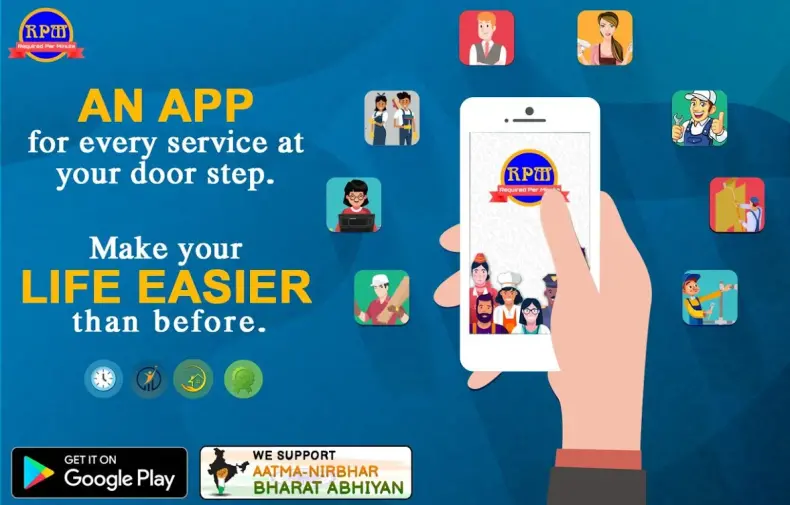 RPM
Required Per Minute
AN APP
for every service at
your door step.
Make your
LIFE EASIER
than before.
RPM
Required Per Minute
GET IT ON
Google Play
WE SUPPORT
AATMA-NIRBHAR
BHARAT ABHIYAN